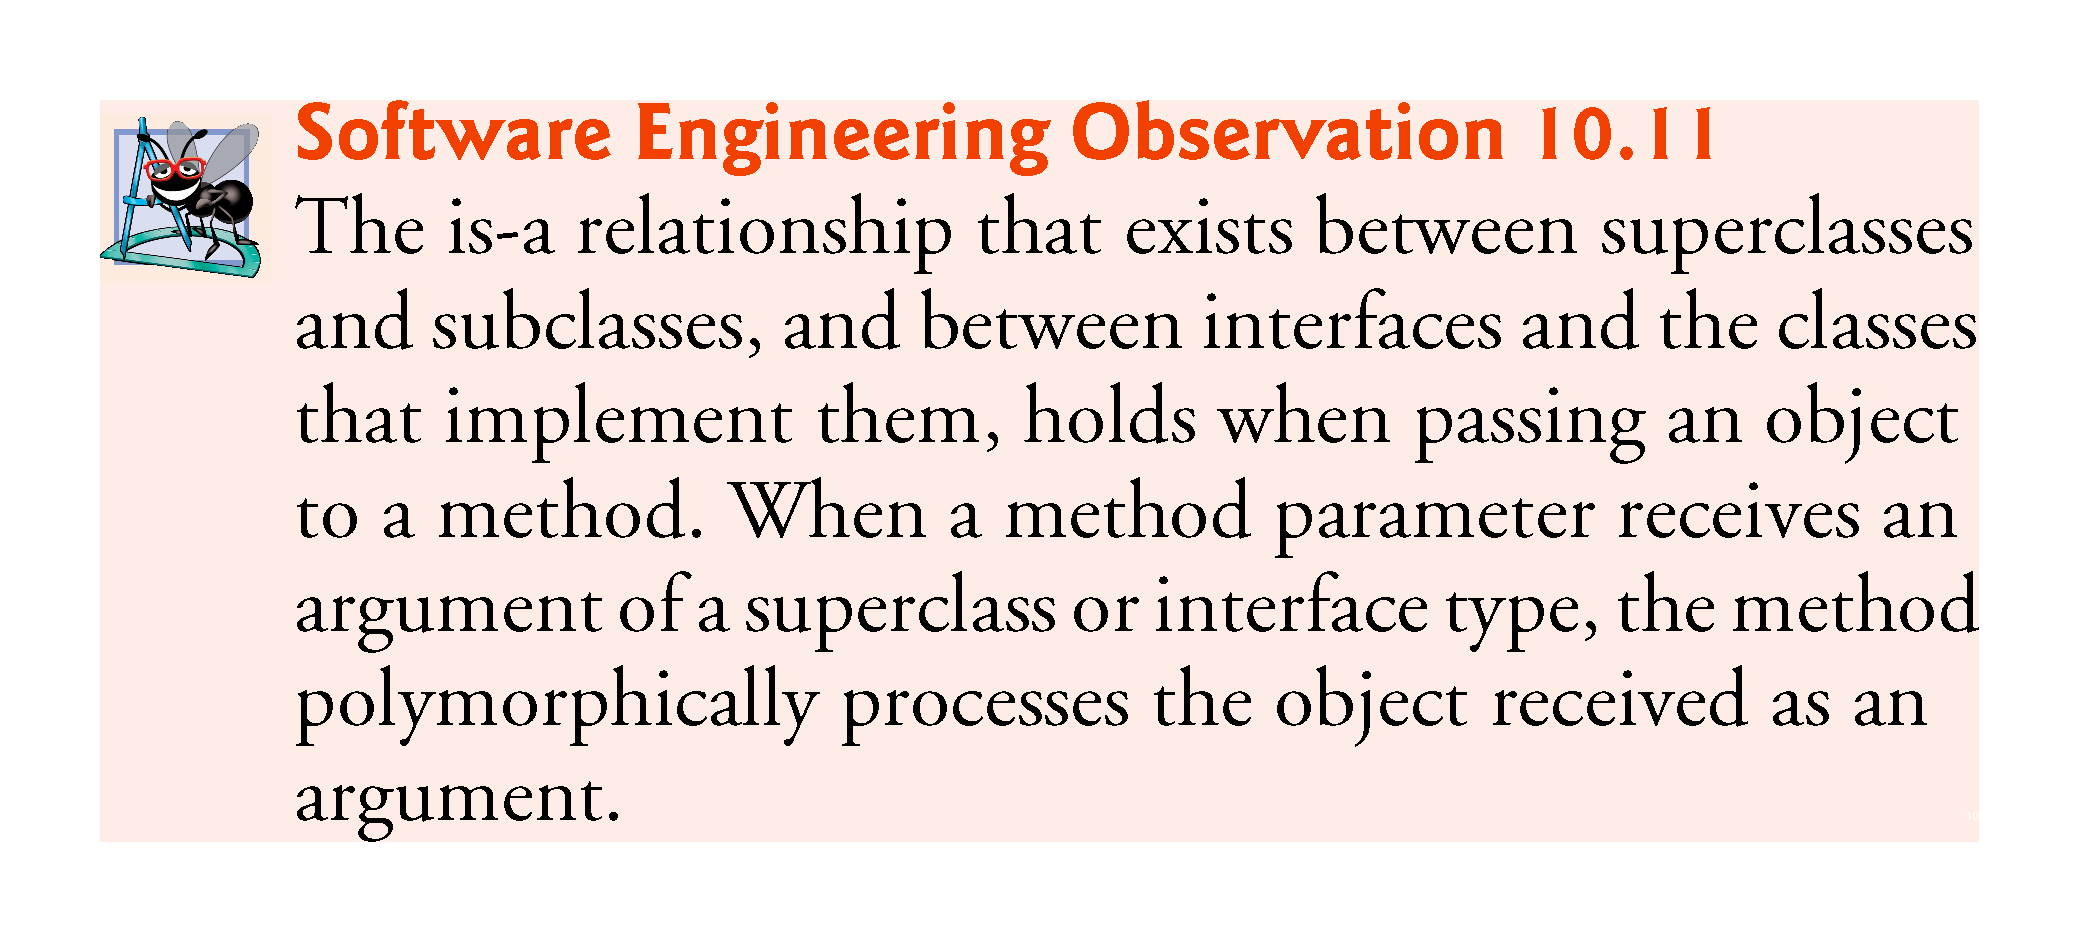 Software Engineering Observation 10.11
The is-a relationship that exists between superclasses
and subclasses, and between interfaces and the classes
that implement them, holds when passing an object
to a method. When a method parameter receives an
argument of a superclass or interface type, the method
polymorphically processes the object received as an
argument.